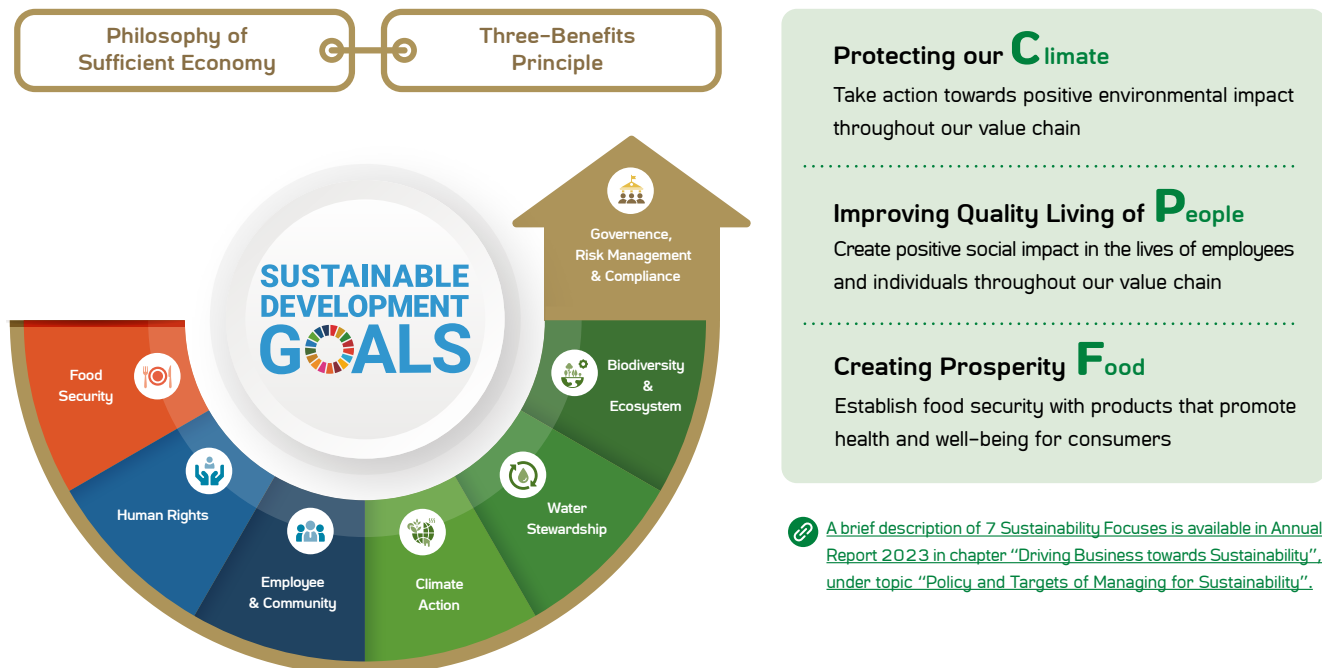 Philosophy of
Sufficient Economy
Three-Benefits
Principle
Governence,
Risk Management
& Compliance
SUSTAINABLE
DEVELOPMENT
GOALS
Food
Security
Human Rights
Employee
& Community
Climate
Action
Water
Stewardship
Biodiversity
&
Ecosystem
Protecting our Climate
Take action towards positive environmental impact
throughout our value chain
Improving Quality Living of People
Create positive social impact in the lives of employees
and individuals throughout our value chain
Creating Prosperity Food
Establish food security with products that promote
health and well-being for consumers
A brief description of 7 Sustainability Focuses is available in Annual
Report 2023 in chapter “Driving Business towards Sustainability”,
under topic “Policy and Targets of Managing for Sustainability”.